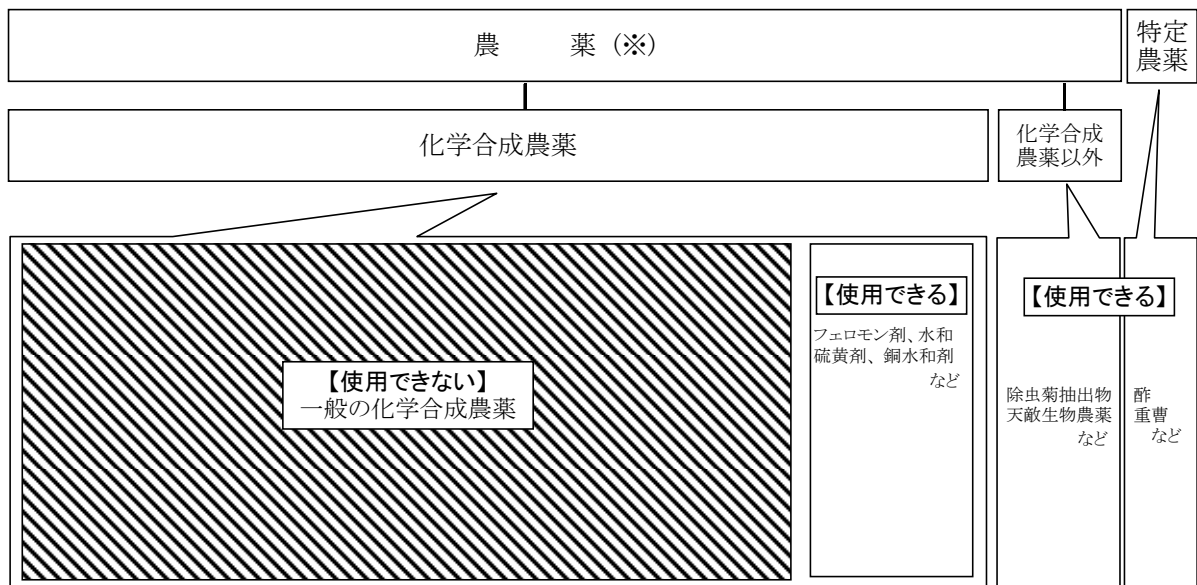 農　　薬（※）
特定
農薬
化学合成農薬
化学合成
農薬以外
【使用できない】
一般の化学合成農薬
【使用できる】
フェロモン剤、水和
硫黄剤、銅水和剤
など
【使用できる】
除虫菊抽出物
天敵生物農薬
など
酢
重曹
など